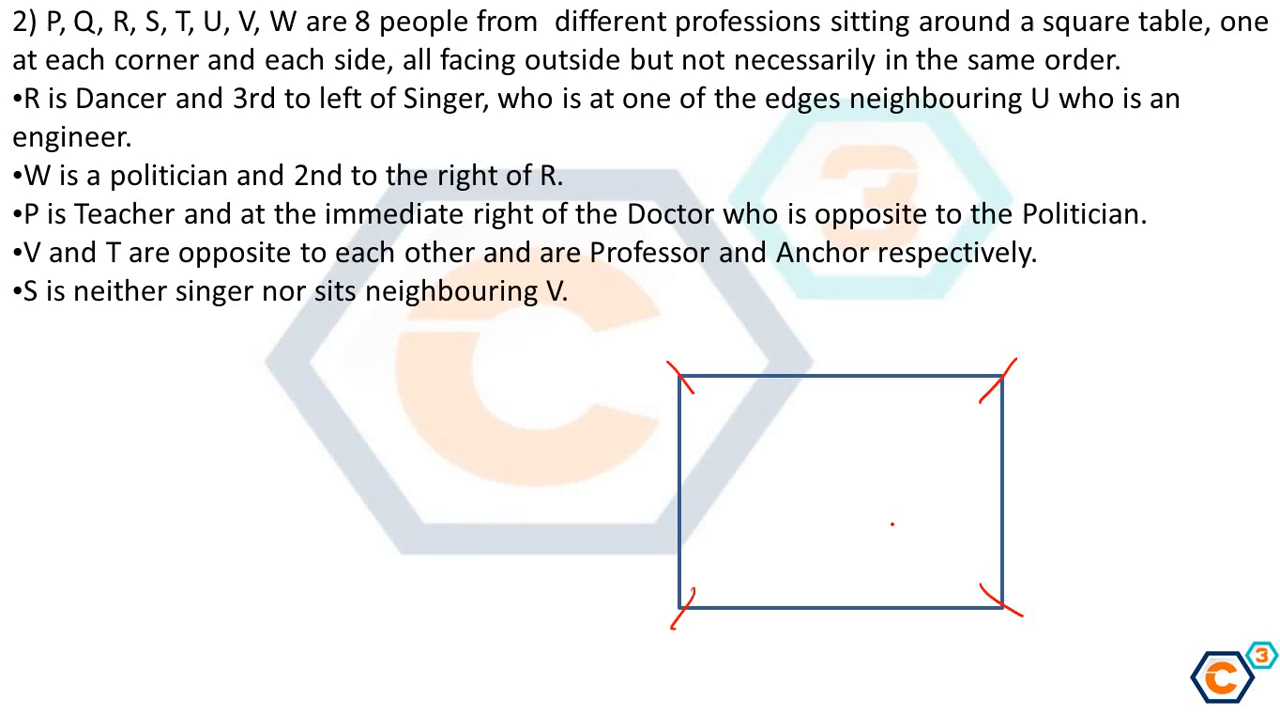 2) P, Q, R, S, T, U, V, W are 8 people from different professions sitting around a square table, one
at each corner and each side, all facing outside but not necessarily in the same order.
•R is Dancer and 3rd to left of Singer, who is at one of the edges neighbouring U who is an
engineer.
•W is a politician and 2nd to the right of R.
•P is Teacher and at the immediate right of the Doctor who is opposite to the Politician.
•V and T are opposite to each other and are Professor and Anchor respectively.
•S is neither singer nor sits neighbouring V.
C
3
C
3